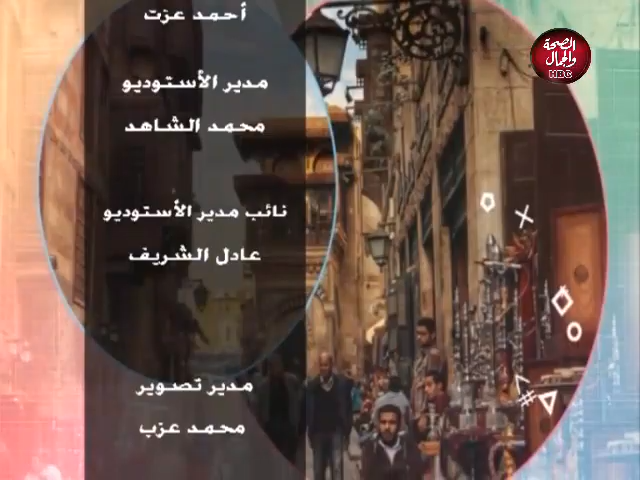 أحمد عزت
مدير الأستوديو
محمد الشاهد
نائب مدير الأستوديو
عادل الشريف
مدير تصوير
محمد عزب
الصحة
والجمال
HBC